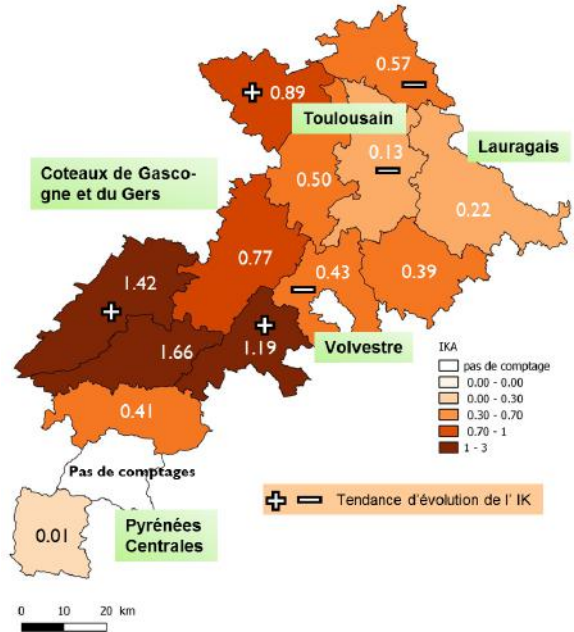 0.57
0.89
Toulousain
0.13
Lauragais
Coteaux de Gasco-
gne et du Gers
0.50
0.22
0.77
0.43
0.39
1.42
1.66
1.19
Volvestre
0.41
IKA
pas de comptage
0.00 - 0.00
0.00 - 0.30
0.30 - 0.70
0.70 - 1
1 - 3
Pas de comptages
+ - Tendance d'évolution de l' IK
0.01
Pyrénées
Centrales
0 10 20 km